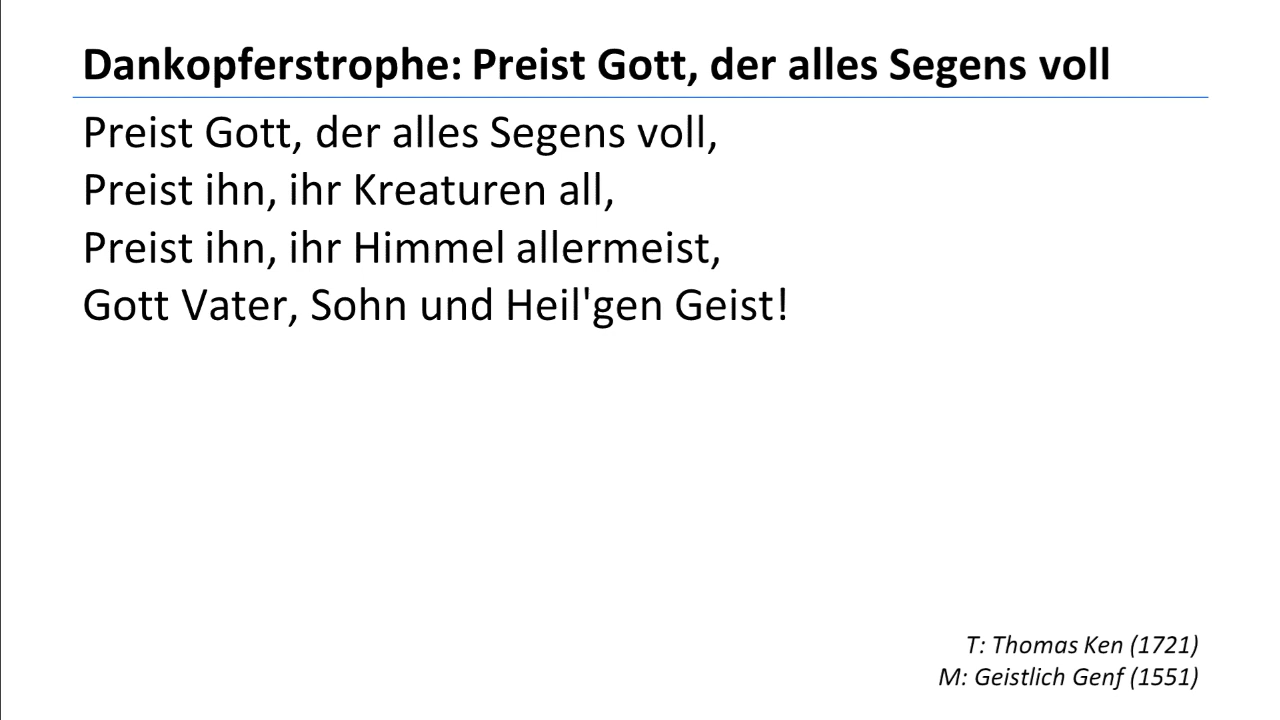 Dankopferstrophe: Preist Gott, der alles Segens voll
Preist Gott, der alles Segens voll,
Preist ihn, ihr Kreaturen all,
Preist ihn, ihr Himmel allermeist,
Gott Vater, Sohn und Heil'gen Geist!
T: Thomas Ken (1721)
M: Geistlich Genf (1551)